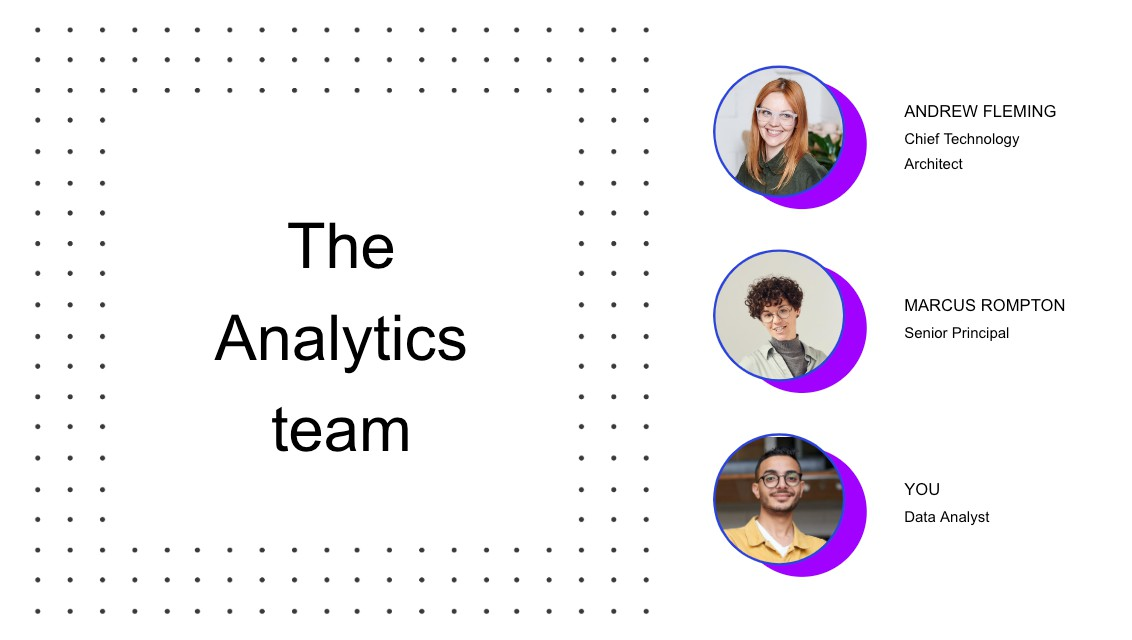 The
Analytics
team
ANDREW FLEMING
Chief Technology
Architect
MARCUS ROMPTON
Senior Principal
YOU
Data Analyst